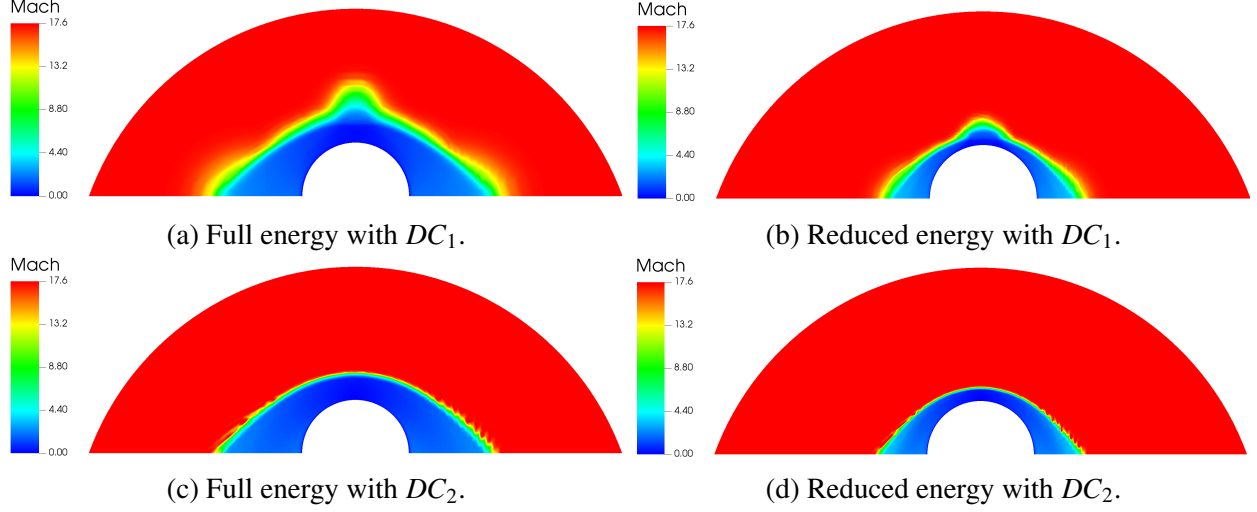 Mach
17.6
13.2
8.80
4.40
0.00
Mach
17.6
13.2
8.80
4.40
0.00
(a) Full energy with DC₁.
(b) Reduced energy with DC₁.
Mach
17.6
13.2
8.80
4.40
0.00
Mach
17.6
13.2
8.80
4.40
0.00
(c) Full energy with DC₂.
(d) Reduced energy with DC₂.